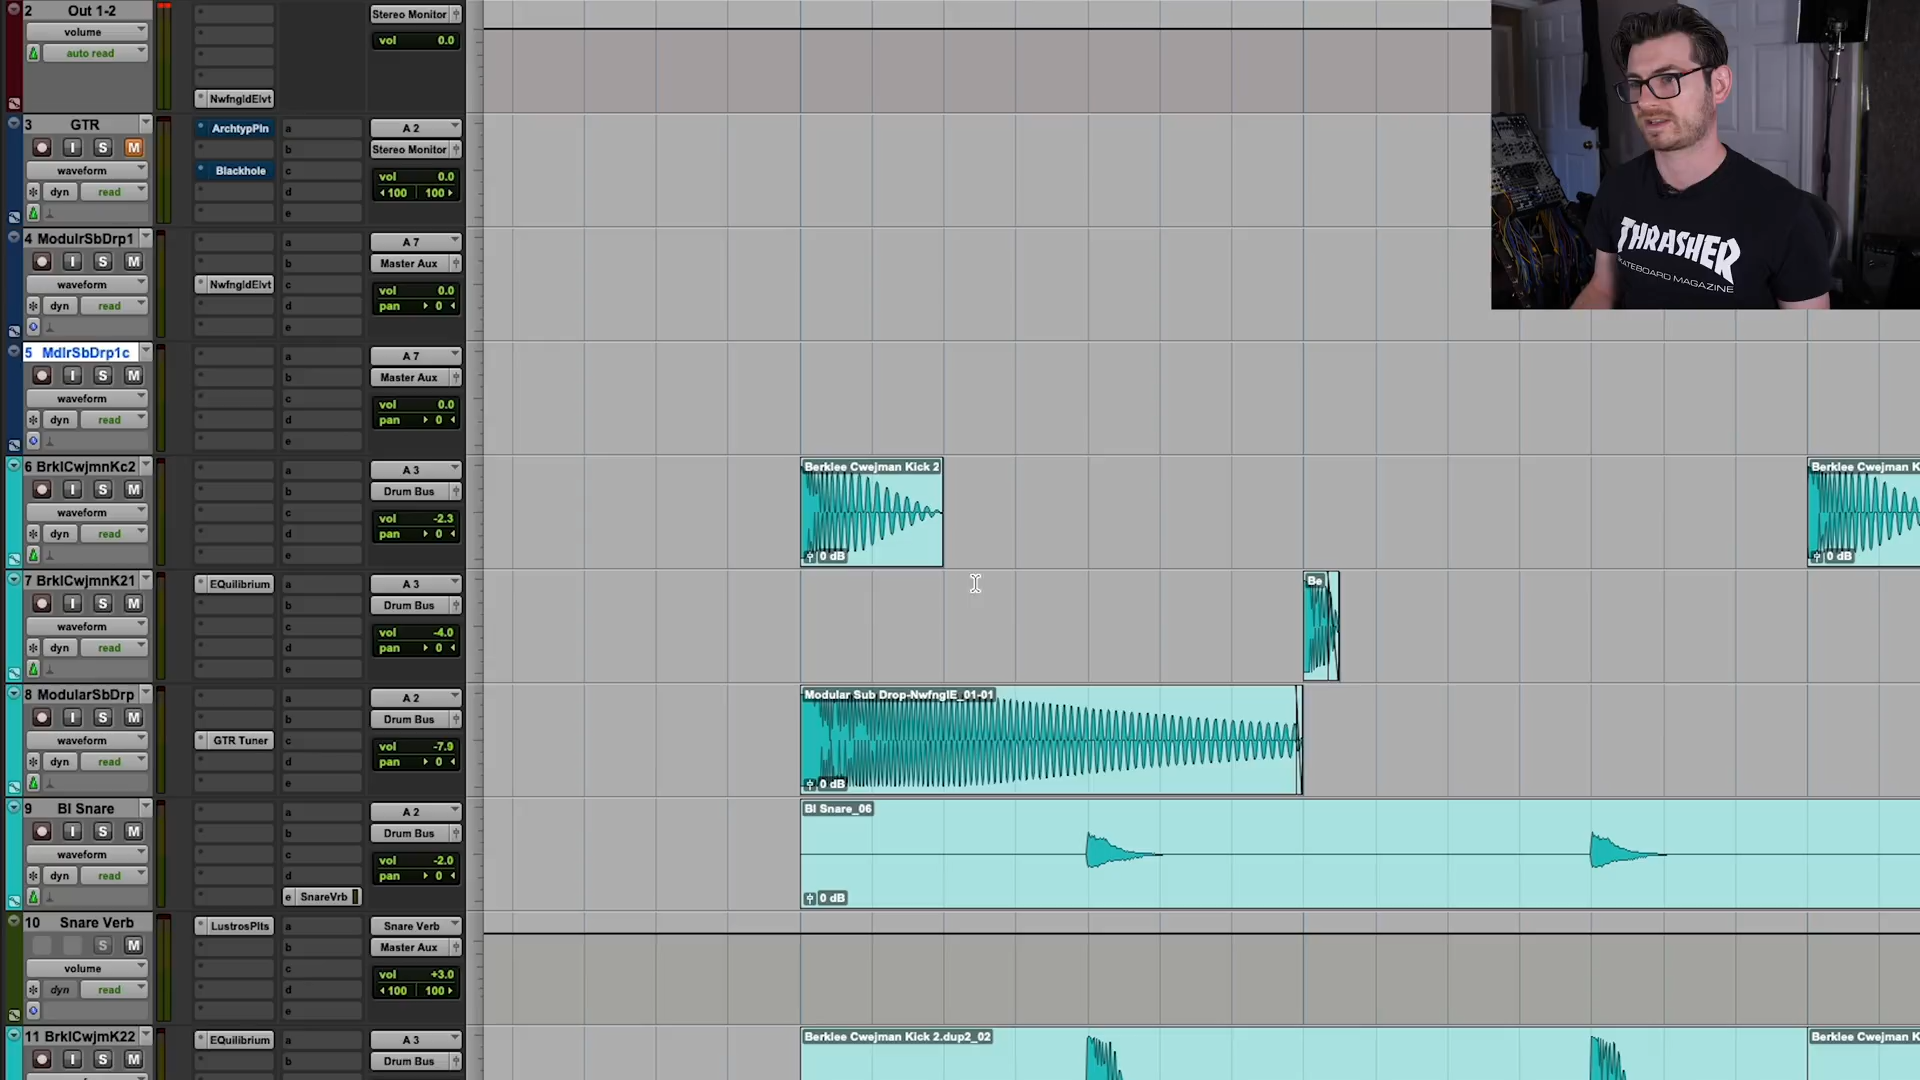 2 Out 1-2
Stereo Monitor
volume
vol 0.0
auto read
NwfngldElvt
3 GTR
ArchtypPln
a
A 2
I S M
b
Stereo Monitor
waveform
Blackhole
c
vol 0.0
dyn read
d
100 100
e
4 ModulrSbDrp1
a
A 7
I S M
b
Master Aux
waveform
NwfngldElvt
c
vol 0.0
dyn read
d
pan 0
e
5 MdlrSbDrp1c
a
A 7
I S M
b
Master Aux
waveform
c
vol 0.0
dyn read
d
pan 0
e
6 BrklCwjmnKc2
a
A 3
I S M
b
Drum Bus
waveform
c
vol -2.3
dyn read
d
pan 0
e
Berklee Cwejman Kick 2
0 dB
Berklee Cwejman K
0 dB
7 BrklCwjmnK21
EQuilibrium
a
A 3
I S M
b
Drum Bus
waveform
c
vol -4.0
dyn read
d
pan 0
e
Be
8 ModularSbDrp
a
A 2
I S M
b
Drum Bus
waveform
GTR Tuner
c
vol -7.9
dyn read
d
pan 0
e
Modular Sub Drop-NwfnglE_01-01
0 dB
9 BI Snare
a
A 2
I S M
b
Drum Bus
waveform
c
vol -2.0
dyn read
d
pan 0
e SnareVrb
BI Snare_06
0 dB
10 Snare Verb
LustrosPlts
a
Snare Verb
S M
b
Master Aux
volume
c
vol +3.0
dyn read
d
100 100
e
11 BrklCwjmK22
EQuilibrium
a
A 3
I S M
b
Drum Bus
Berklee Cwejman Kick 2.dup2_02
Berklee Cwejman K
THRASHER
SKATEBOARD MAGAZINE